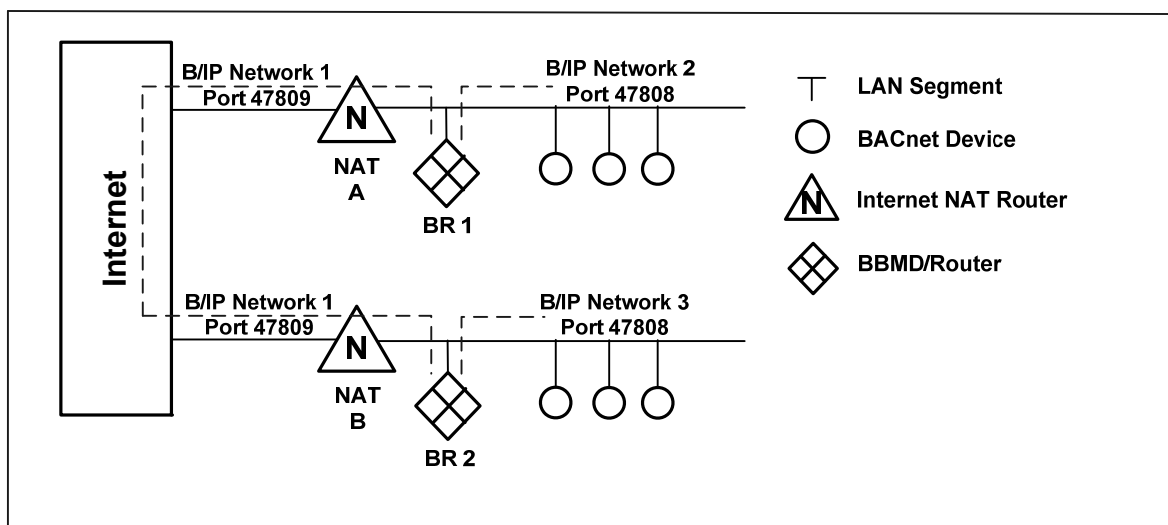 Internet
B/IP Network 1
Port 47809
N
NAT
A
BR 1
B/IP Network 2
Port 47808
B/IP Network 1
Port 47809
N
NAT
B
BR 2
B/IP Network 3
Port 47808
LAN Segment
BACnet Device
N
Internet NAT Router
BBMD/Router